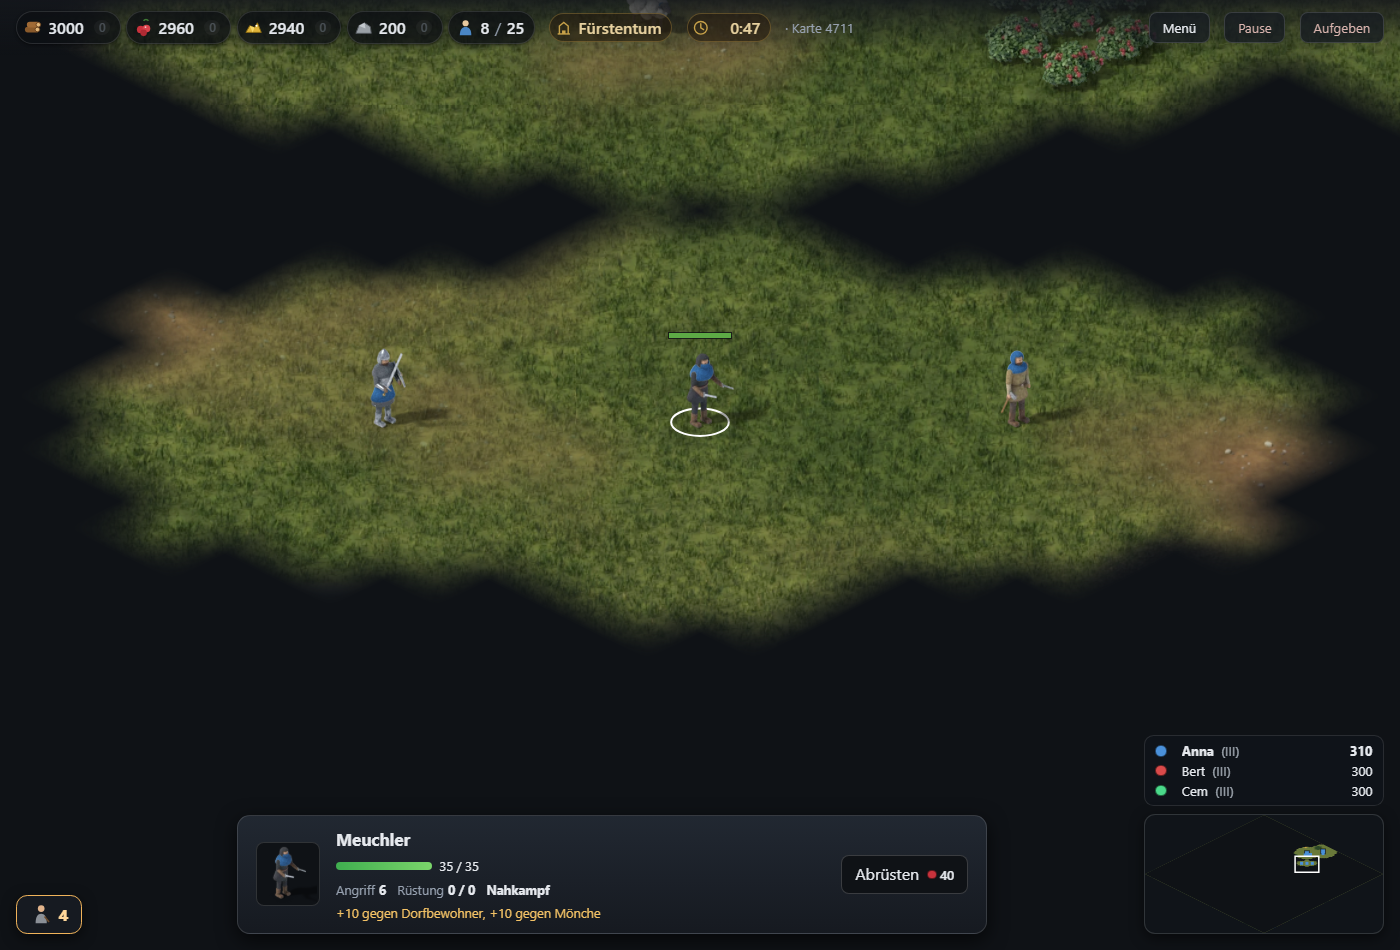 3000 0 2960 0 2940 0 200 0 8 / 25 Fürstentum 0:47 · Karte 4711 Menü Pause Aufgeben
Anna (III) 310
Bert (III) 300
Cem (III) 300
Meuchler
35 / 35
Angriff 6 Rüstung 0 / 0 Nahkampf
+10 gegen Dorfbewohner, +10 gegen Mönche
Abrüsten 40
4